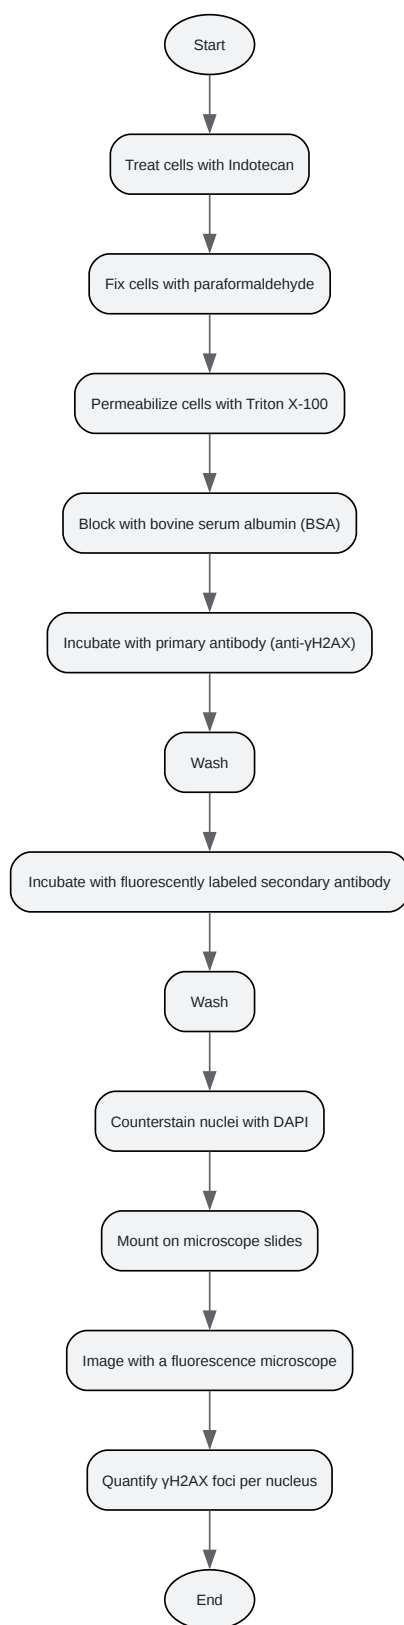 Start
Treat cells with Indotecan
Fix cells with paraformaldehyde
Permeabilize cells with Triton X-100
Block with bovine serum albumin (BSA)
Incubate with primary antibody (anti-γH2AX)
Wash
Incubate with fluorescently labeled secondary antibody
Wash
Counterstain nuclei with DAPI
Mount on microscope slides
Image with a fluorescence microscope
Quantify γH2AX foci per nucleus
End